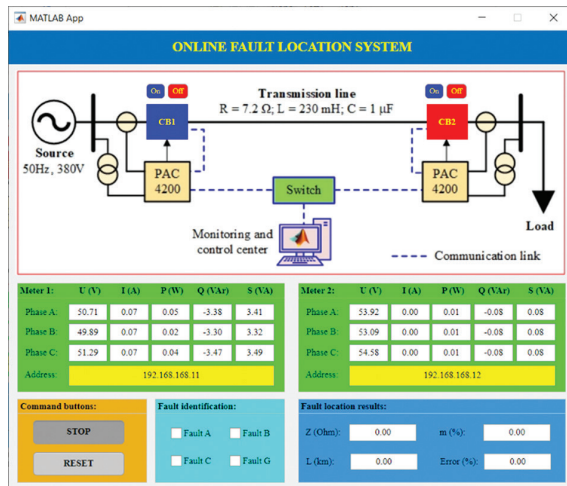 MATLAB App
ONLINE FAULT LOCATION SYSTEM
On Off
Transmission line
R = 7.2 Ω; L = 230 mH; C = 1 μF
On Off
CB1
CB2
Source
50Hz, 380V
PAC
4200
Switch
PAC
4200
Monitoring and
control center
Load
Communication link
Meter 1: U (V) I (A) P (W) Q (VAr) S (VA)
Phase A: 50.71 0.07 0.05 -3.38 3.41
Phase B: 49.89 0.07 0.02 -3.30 3.32
Phase C: 51.29 0.07 0.04 -3.47 3.49
Address: 192.168.168.11
Meter 2: U (V) I (A) P (W) Q (VAr) S (VA)
Phase A: 53.92 0.00 0.01 -0.08 0.08
Phase B: 53.09 0.00 0.01 -0.08 0.08
Phase C: 54.58 0.00 0.01 -0.08 0.08
Address: 192.168.168.12
Command buttons:
STOP
RESET
Fault identification:
Fault A Fault B
Fault C Fault G
Fault location results:
Z (Ohm): 0.00 m (%): 0.00
L (km): 0.00 Error (%): 0.00